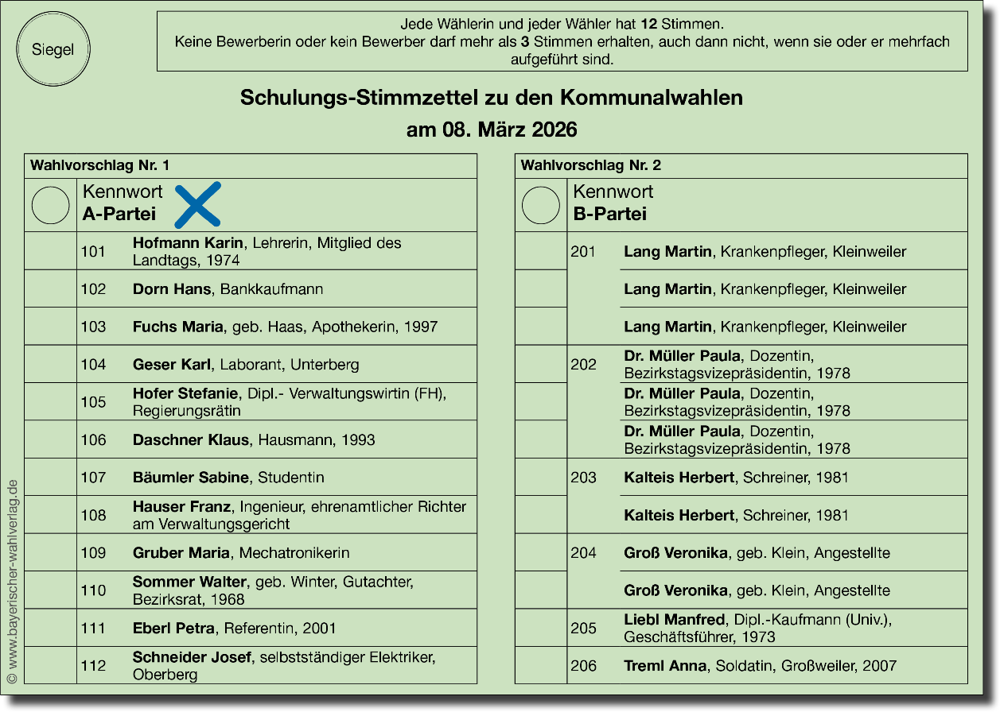 Siegel
Jede Wählerin und jeder Wähler hat 12 Stimmen.
Keine Bewerberin oder kein Bewerber darf mehr als 3 Stimmen erhalten, auch dann nicht, wenn sie oder er mehrfach
aufgeführt sind.
Schulungs-Stimmzettel zu den Kommunalwahlen
am 08. März 2026
Wahlvorschlag Nr. 1
Kennwort
A-Partei
101 Hofmann Karin, Lehrerin, Mitglied des
Landtags, 1974
102 Dorn Hans, Bankkaufmann
103 Fuchs Maria, geb. Haas, Apothekerin, 1997
104 Geser Karl, Laborant, Unterberg
105 Hofer Stefanie, Dipl.- Verwaltungswirtin (FH),
Regierungsrätin
106 Daschner Klaus, Hausmann, 1993
107 Bäumler Sabine, Studentin
108 Hauser Franz, Ingenieur, ehrenamtlicher Richter
am Verwaltungsgericht
109 Gruber Maria, Mechatronikerin
110 Sommer Walter, geb. Winter, Gutachter,
Bezirksrat, 1968
111 Eberl Petra, Referentin, 2001
112 Schneider Josef, selbstständiger Elektriker,
Oberberg
Wahlvorschlag Nr. 2
Kennwort
B-Partei
201 Lang Martin, Krankenpfleger, Kleinweiler
Lang Martin, Krankenpfleger, Kleinweiler
Lang Martin, Krankenpfleger, Kleinweiler
202 Dr. Müller Paula, Dozentin,
Bezirkstagsvizepräsidentin, 1978
Dr. Müller Paula, Dozentin,
Bezirkstagsvizepräsidentin, 1978
Dr. Müller Paula, Dozentin,
Bezirkstagsvizepräsidentin, 1978
203 Kalteis Herbert, Schreiner, 1981
Kalteis Herbert, Schreiner, 1981
204 Groß Veronika, geb. Klein, Angestellte
Groß Veronika, geb. Klein, Angestellte
205 Liebl Manfred, Dipl.-Kaufmann (Univ.),
Geschäftsführer, 1973
206 Treml Anna, Soldatin, Großweiler, 2007
© www.bayerischer-wahlverlag.de